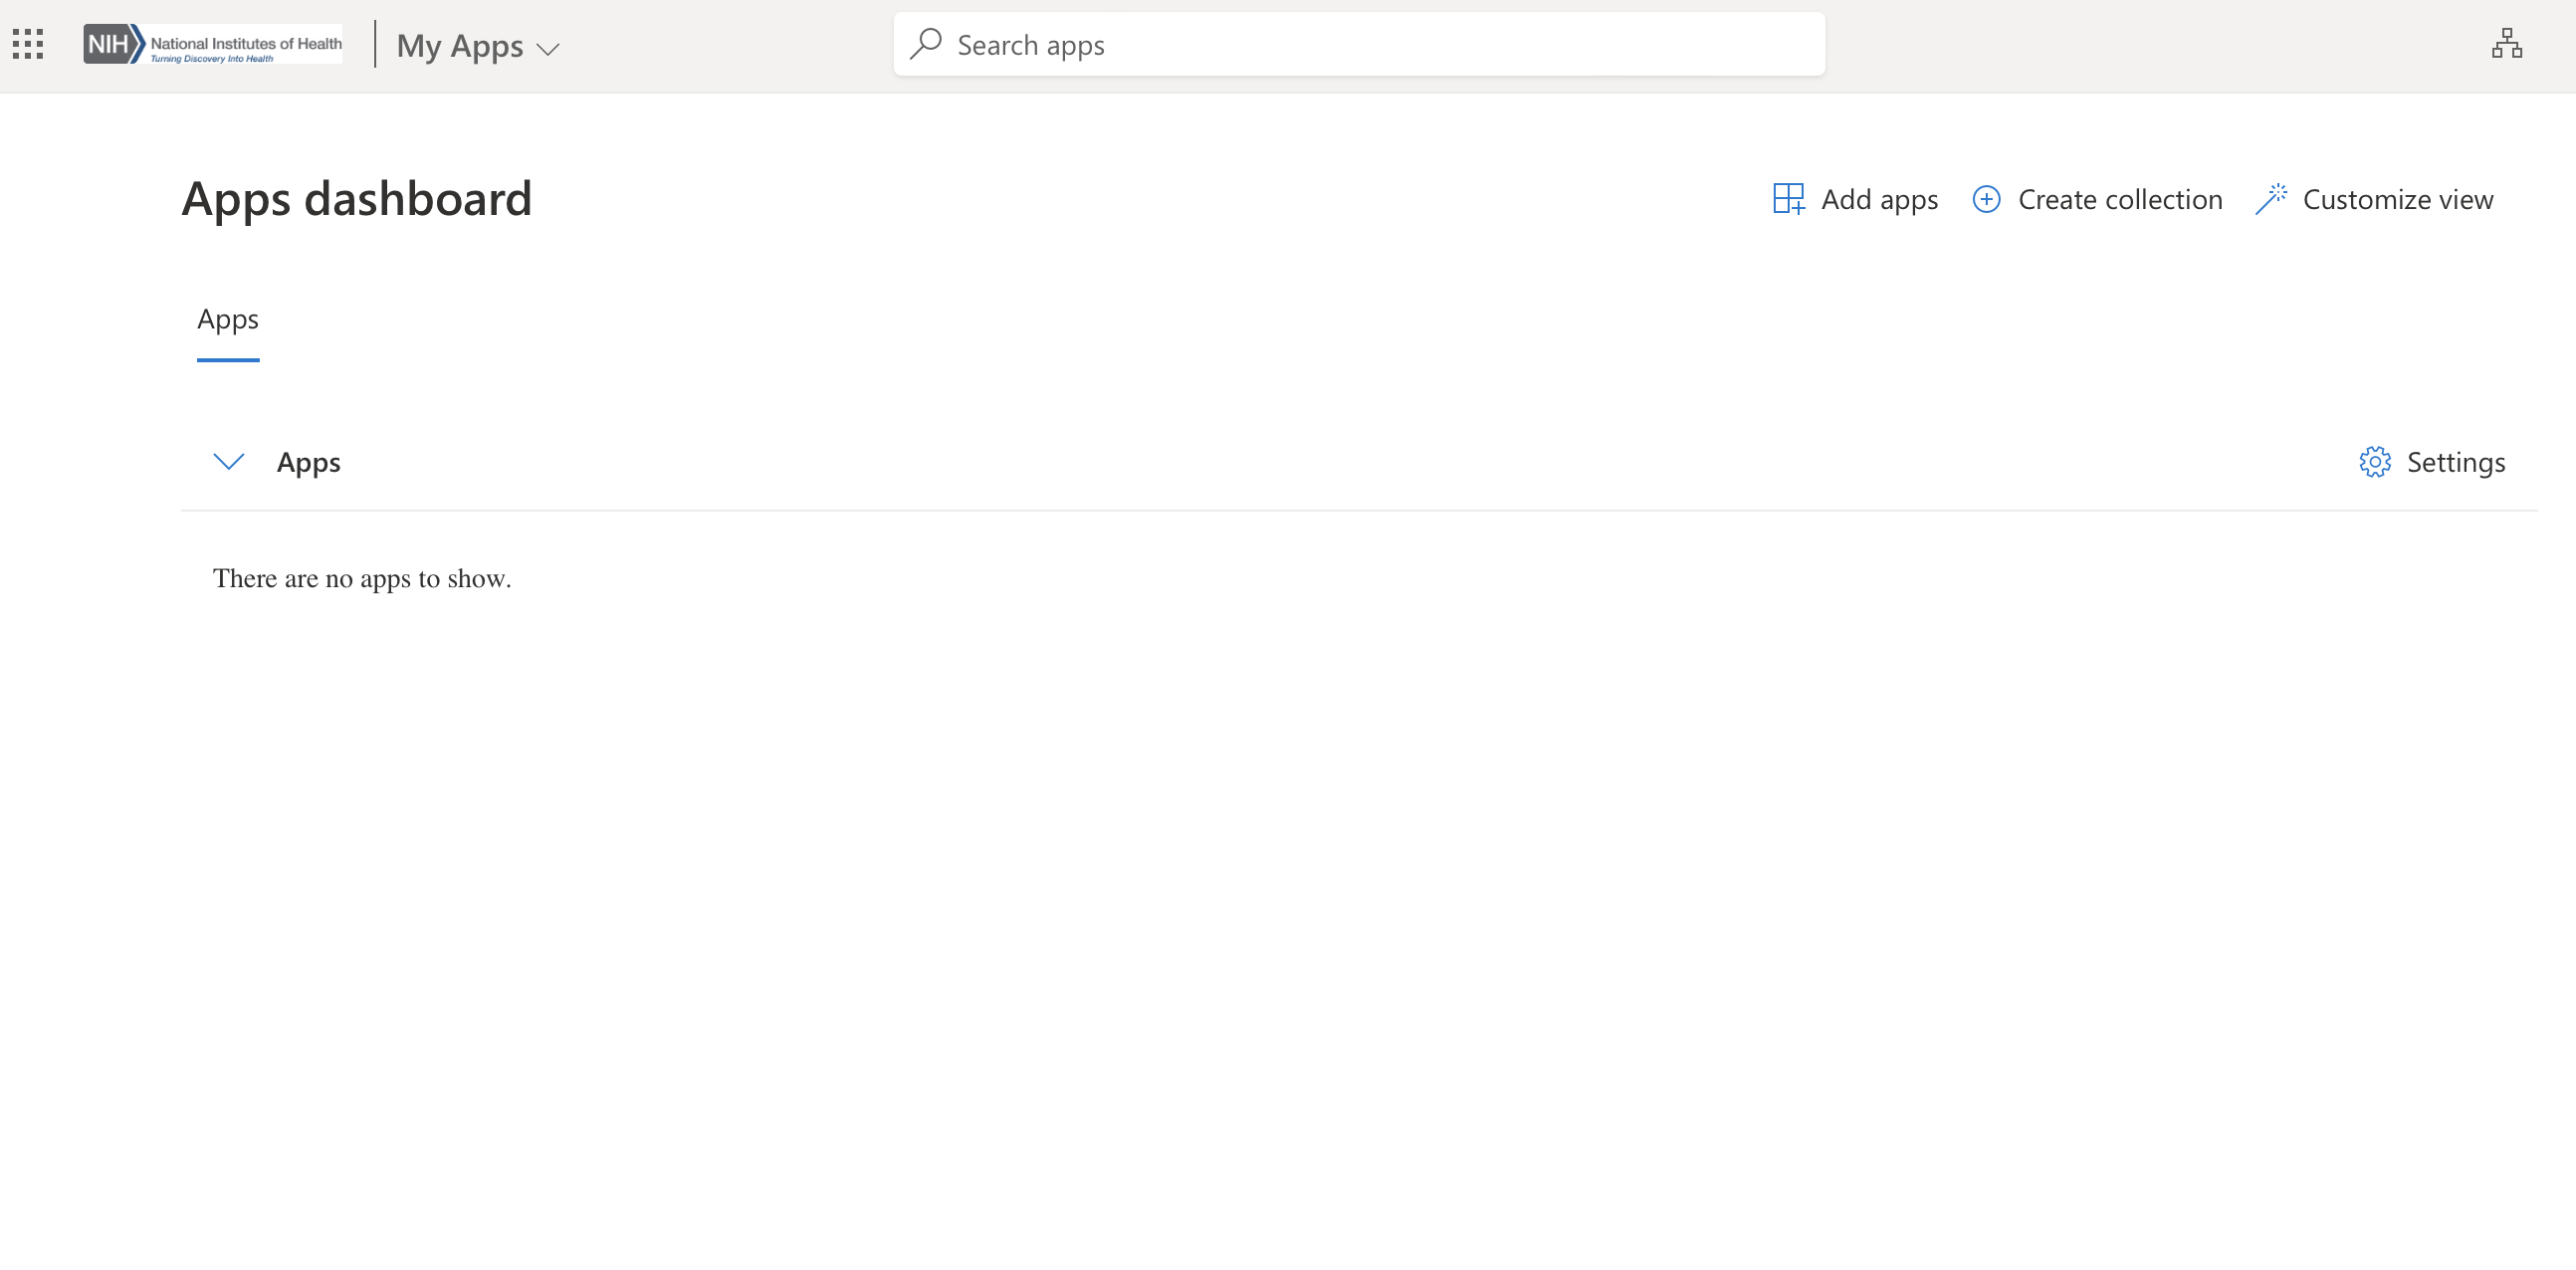 NIH National Institutes of Health
Turning Discovery Into Health
My Apps
Search apps
Apps dashboard
Add apps
Create collection
Customize view
Apps
Apps
Settings
There are no apps to show.